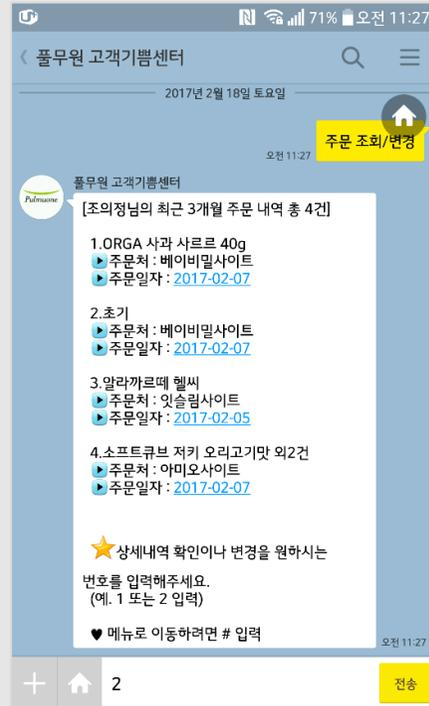 71% 오전 11:27
풀무원 고객기쁨센터
2017년 2월 18일 토요일
주문 조회/변경
오전 11:27
풀무원 고객기쁨센터
Pulmuone
[조의정님의 최근 3개월 주문 내역 총 4건]
1.ORGA 사과 사르르 40g
주문처 : 베이비밀사이트
주문일자 : 2017-02-07
2.초기
주문처 : 베이비밀사이트
주문일자 : 2017-02-07
3.알라까르떼 헬씨
주문처 : 잇슬림사이트
주문일자 : 2017-02-05
4.소프트큐브 저키 오리고기맛 외2건
주문처 : 아미오사이트
주문일자 : 2017-02-07
상세내역 확인이나 변경을 원하시는
번호를 입력해주세요.
(예. 1 또는 2 입력)
♥ 메뉴로 이동하려면 # 입력
오전 11:27
2
전송